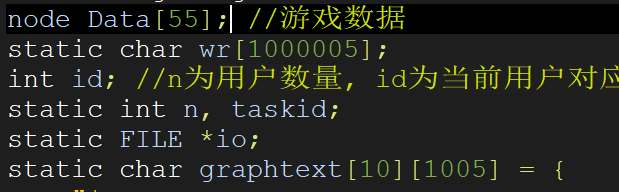 node Data[55]; //游戏数据
static char wr[1000005];
int id; //n为用户数量, id为当前用户对应
static int n, taskid;
static FILE *io;
static char graphtext[10][1005] = {